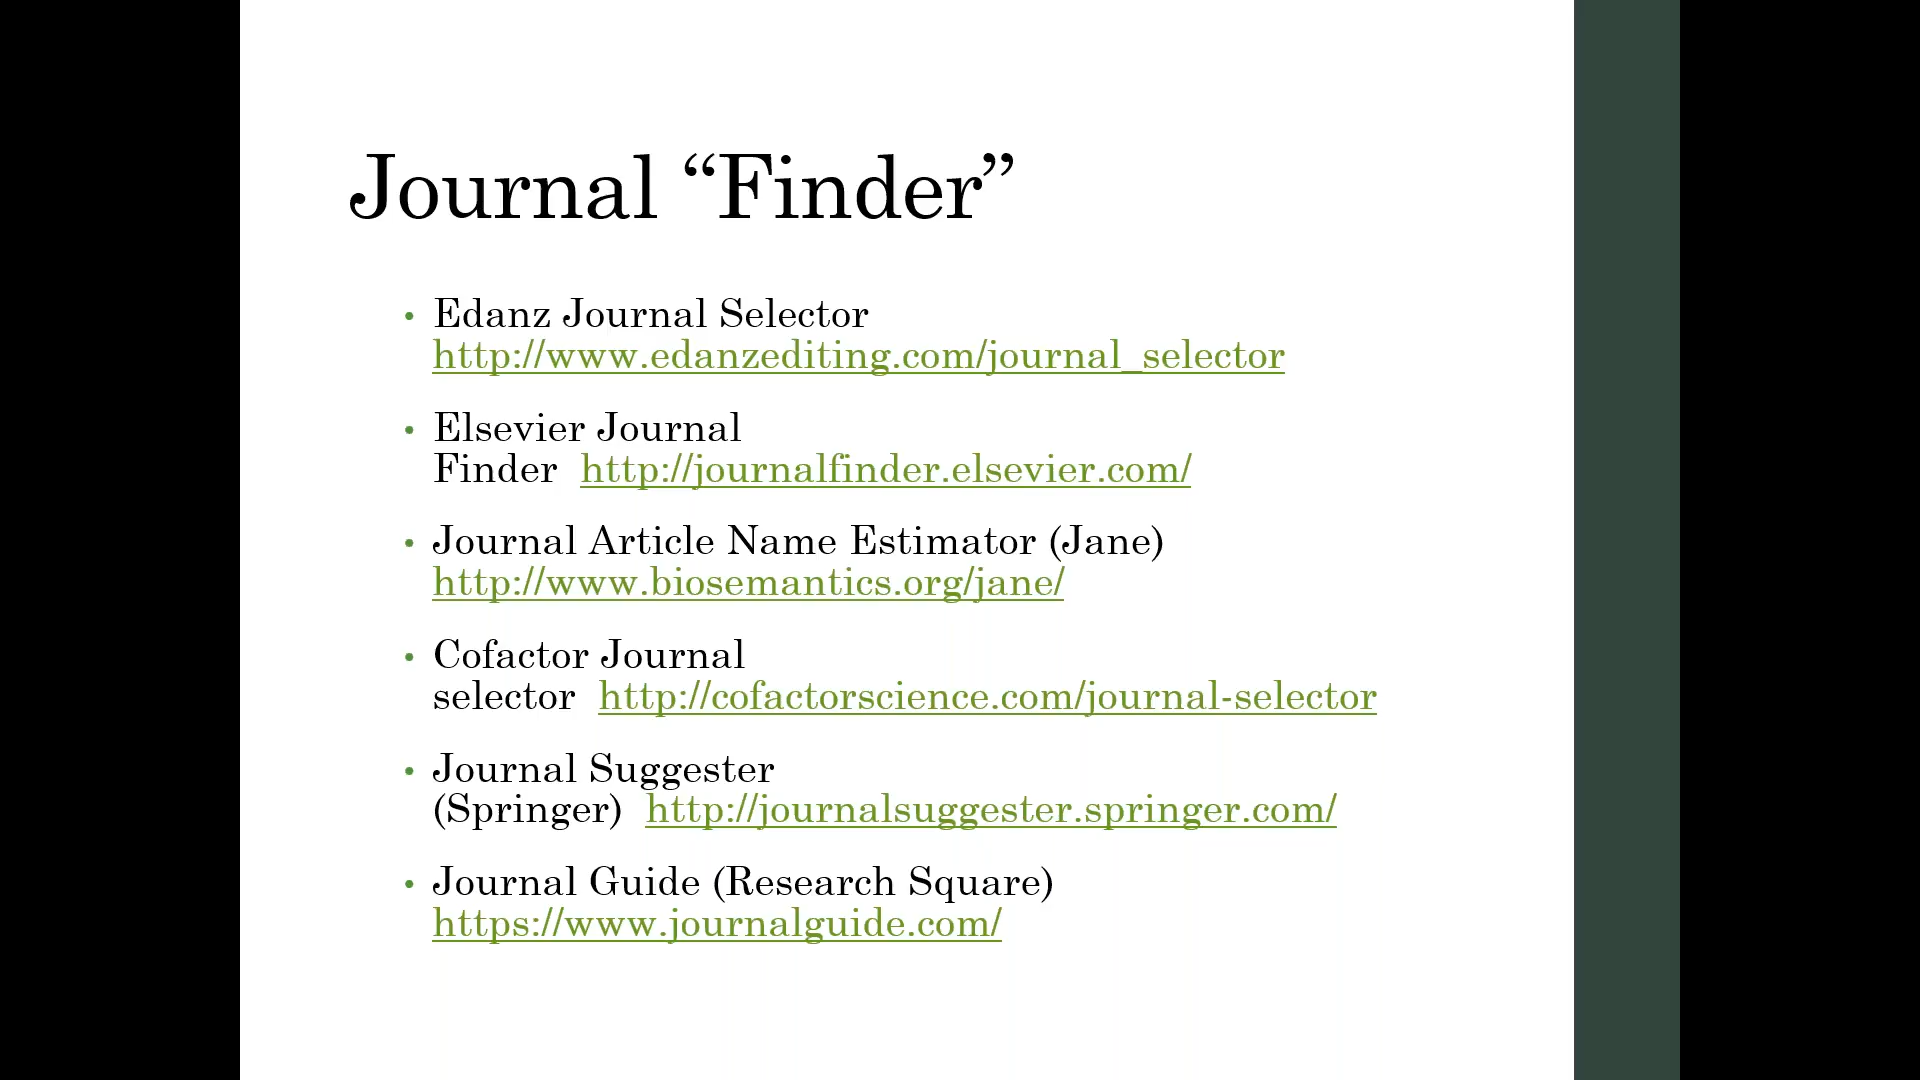 Journal “Finder”
• Edanz Journal Selector
http://www.edanzediting.com/journal_selector
• Elsevier Journal
Finder http://journalfinder.elsevier.com/
• Journal Article Name Estimator (Jane)
http://www.biosemantics.org/jane/
• Cofactor Journal
selector http://cofactorscience.com/journal-selector
• Journal Suggester
(Springer) http://journalsuggester.springer.com/
• Journal Guide (Research Square)
https://www.journalguide.com/